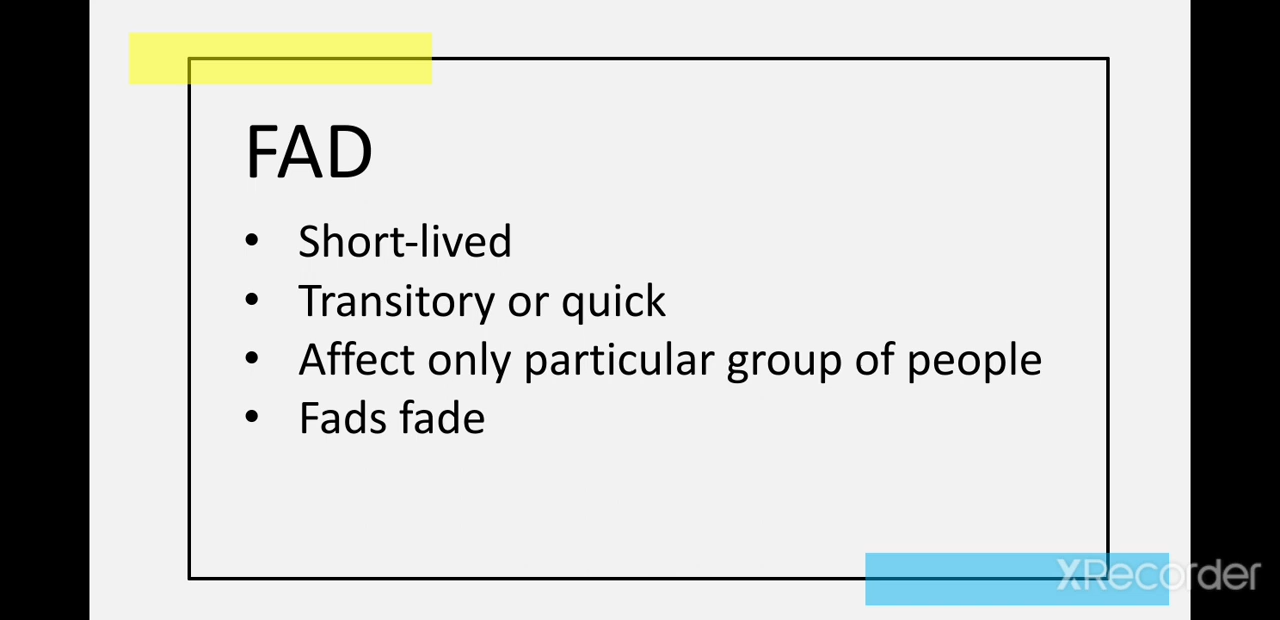 FAD
• Short-lived
• Transitory or quick
• Affect only particular group of people
• Fads fade
XRecorder